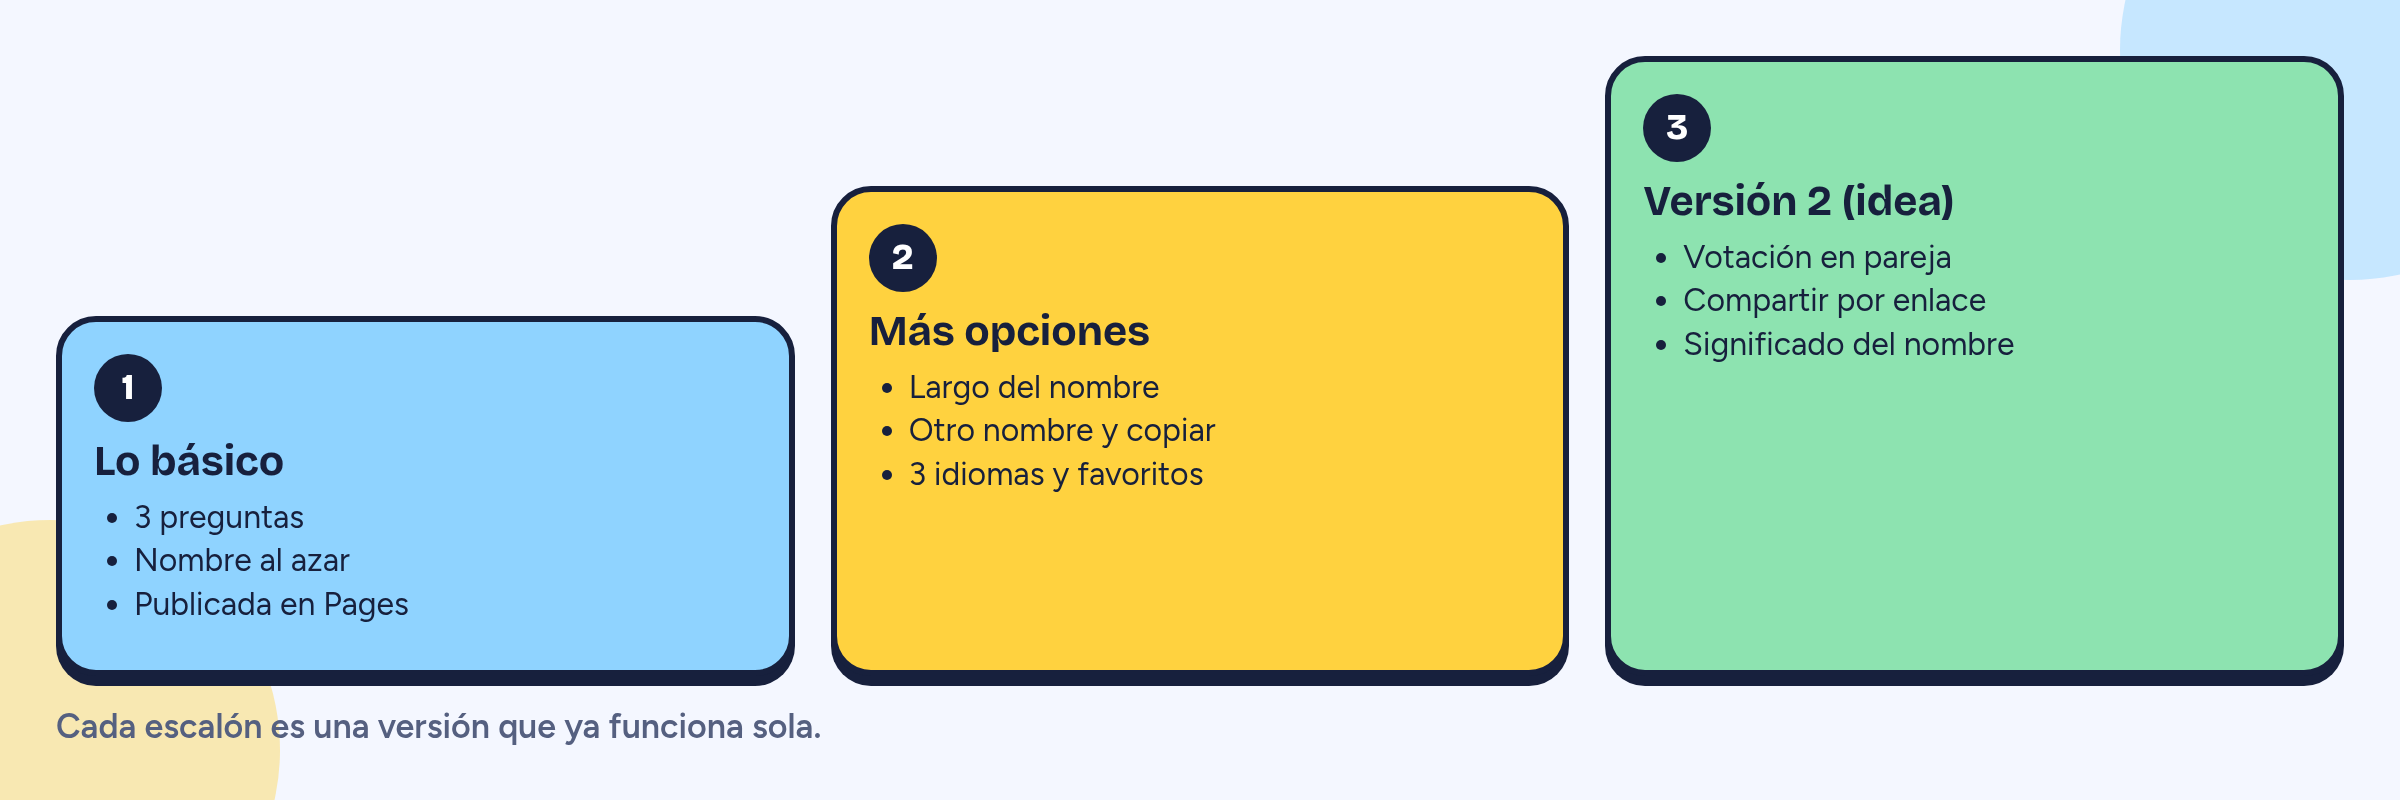 1
Lo básico
• 3 preguntas
• Nombre al azar
• Publicada en Pages
2
Más opciones
• Largo del nombre
• Otro nombre y copiar
• 3 idiomas y favoritos
3
Versión 2 (idea)
• Votación en pareja
• Compartir por enlace
• Significado del nombre
Cada escalón es una versión que ya funciona sola.